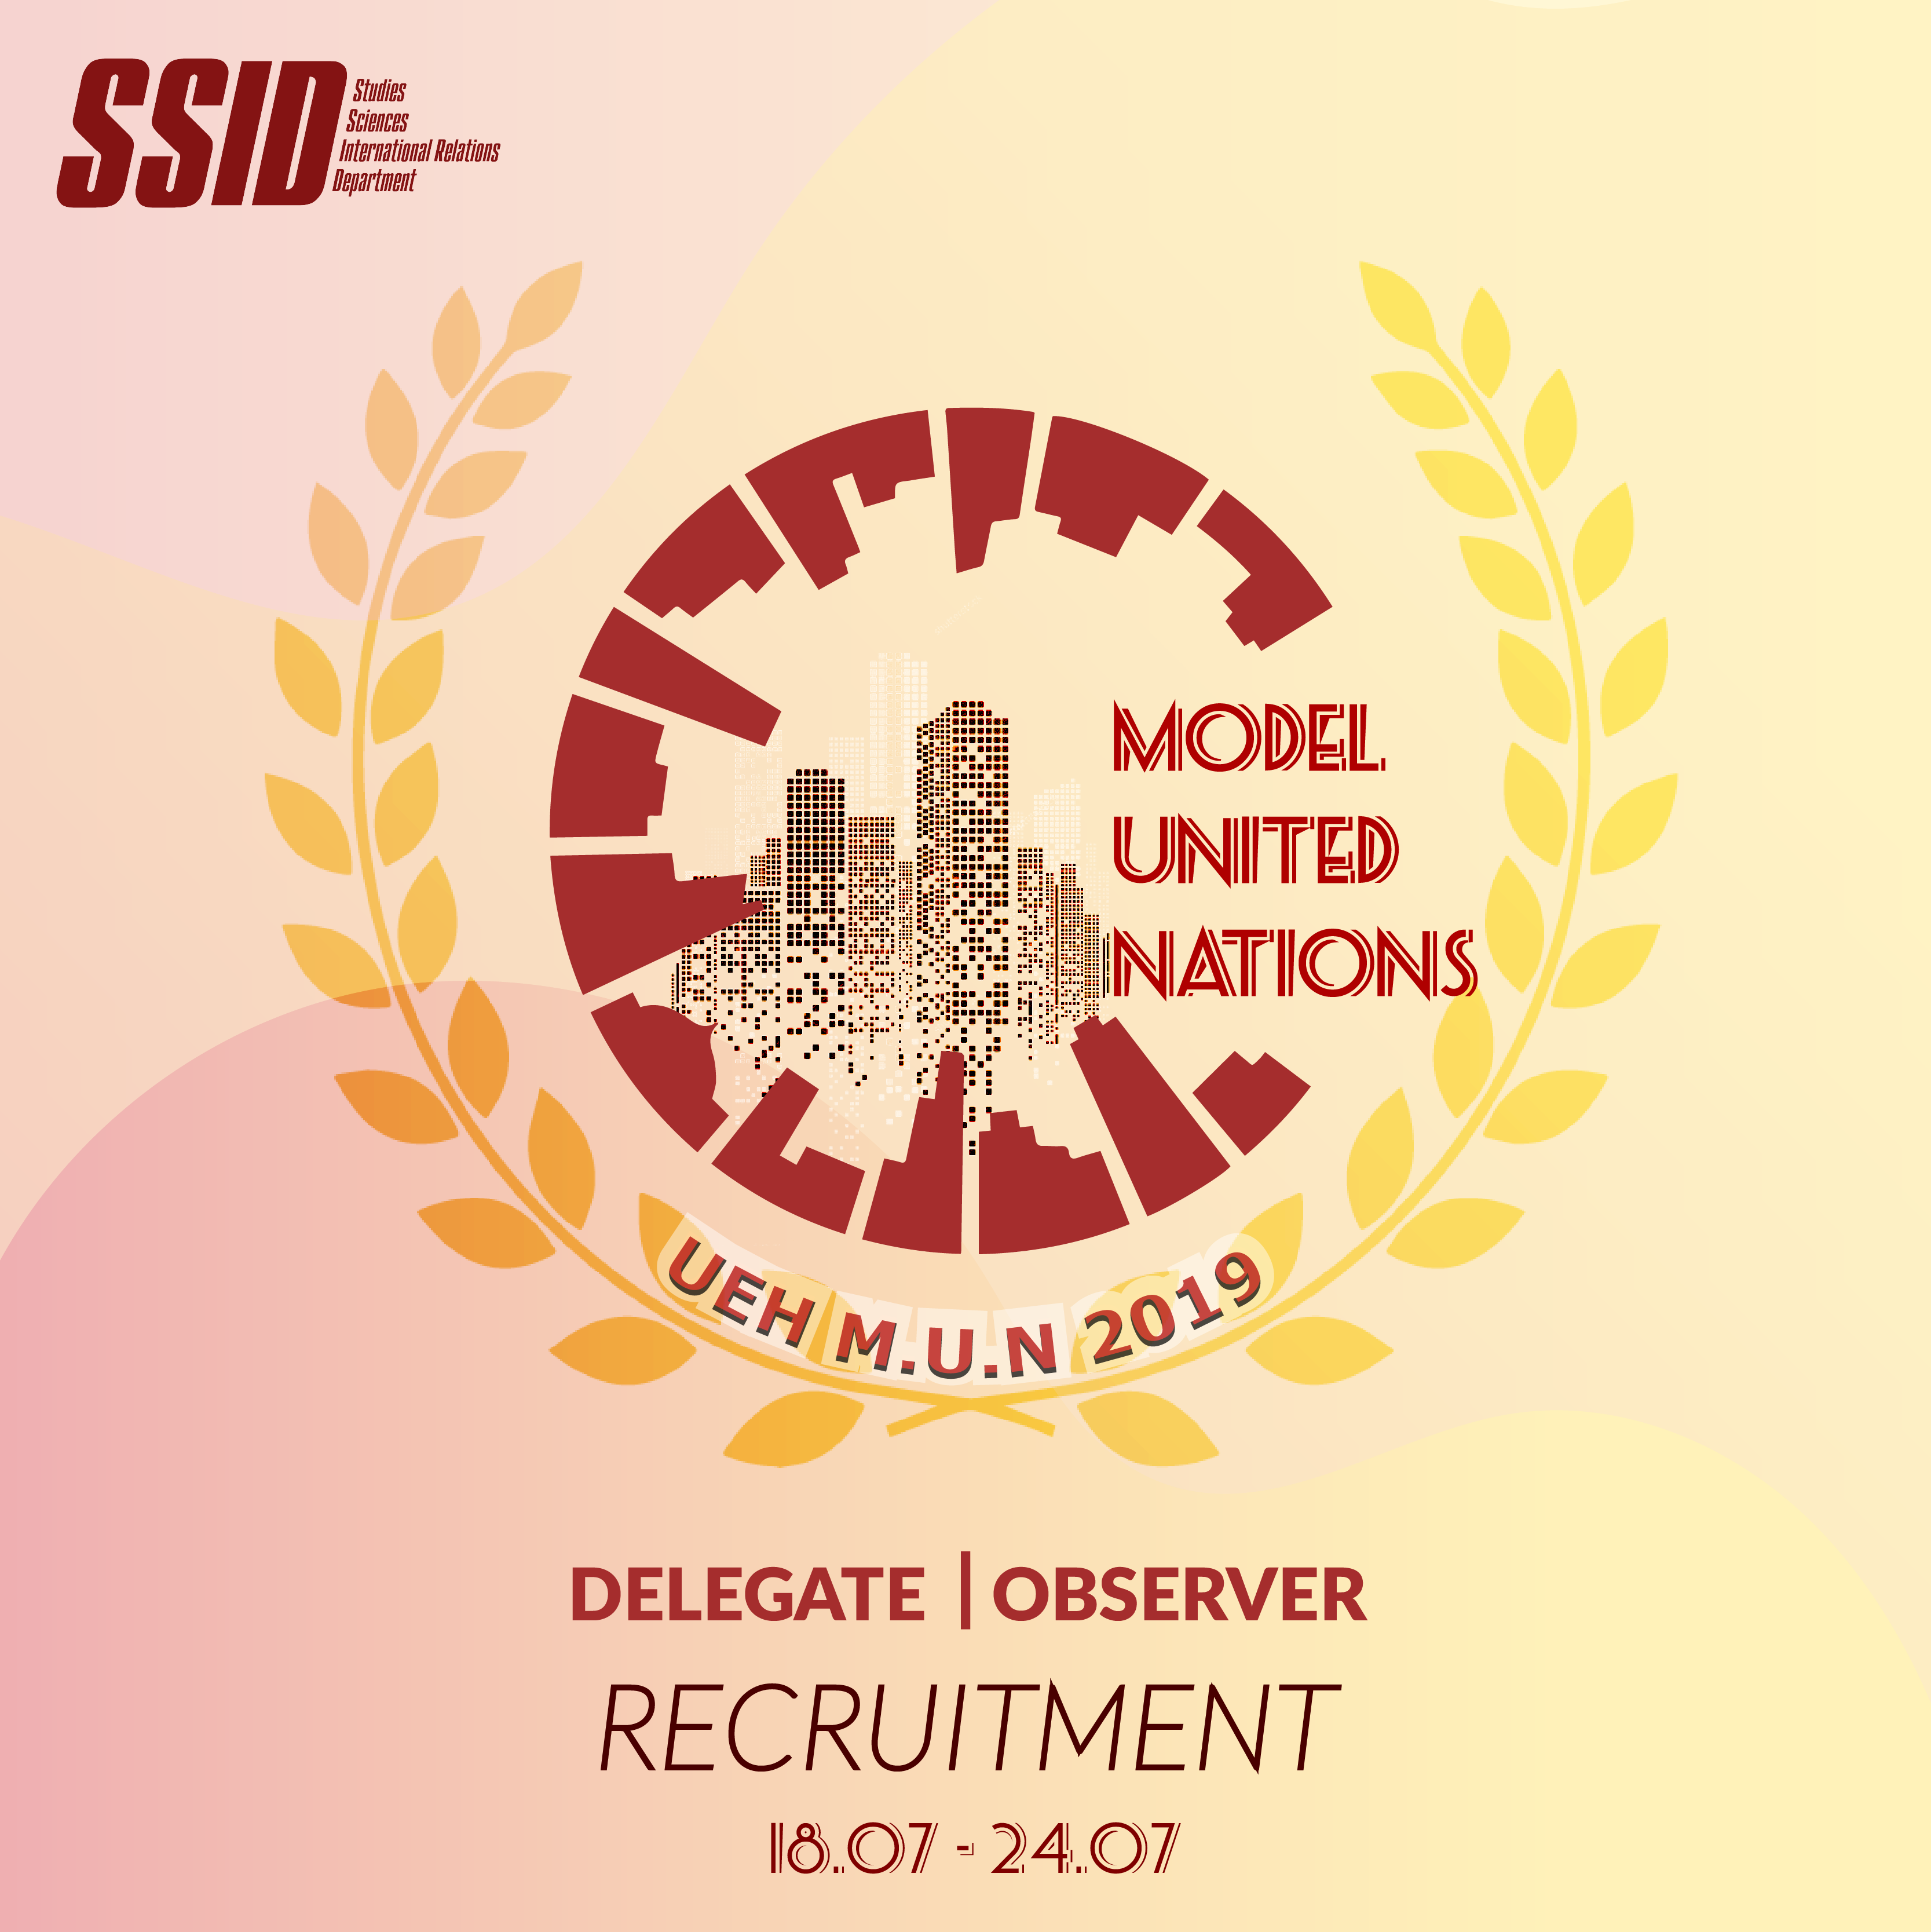 SSID
Studies
Sciences
International Relations
Department
MODEL
UNITED
NATIONS
UEH M.U.N 2019
DELEGATE | OBSERVER
RECRUITMENT
18.07 - 24.07